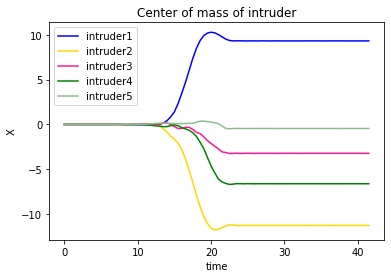 Center of mass of intruder
intruder1
intruder2
intruder3
intruder4
intruder5
10
5
0
−5
−10
X
0
10
20
30
40
time